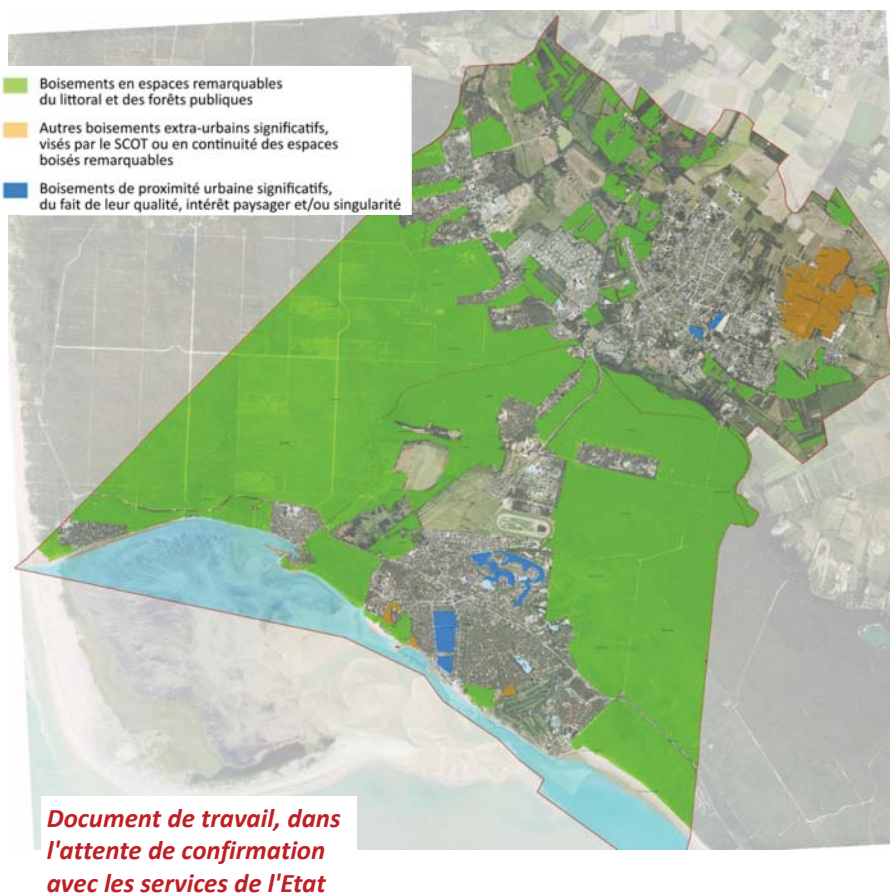 Boisements en espaces remarquables
du littoral et des forêts publiques
Autres boisements extra-urbains significatifs,
visés par le SCOT ou en continuité des espaces
boisés remarquables
Boisements de proximité urbaine significatifs,
du fait de leur qualité, intérêt paysager et/ou singularité
Document de travail, dans
l'attente de confirmation
avec les services de l'Etat